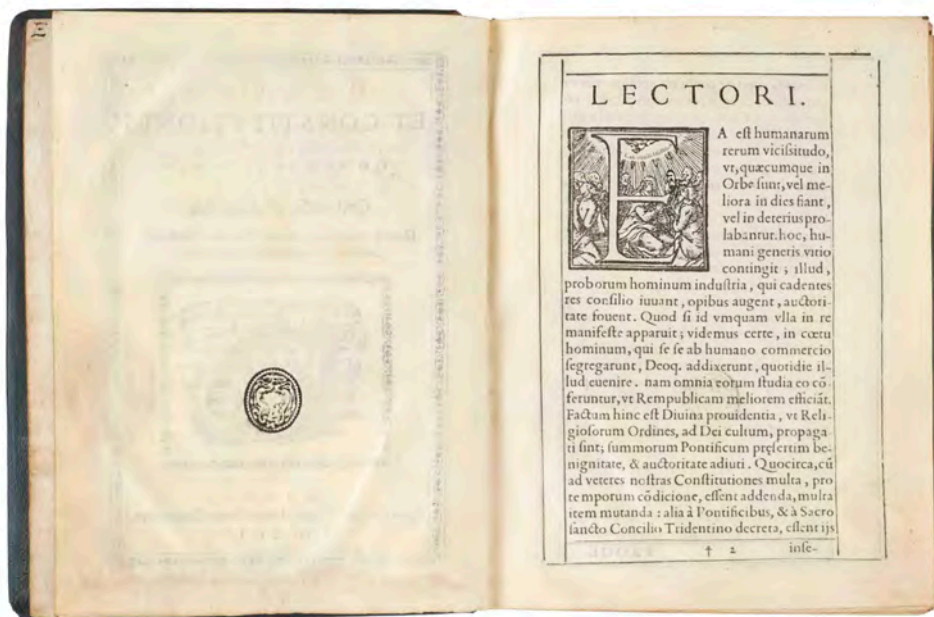 LECTORI.
EA eſt humanarum
rerum viciſsitudo,
vt, quæcumque in
Orbe ſunt, vel me-
liora in dies fiant,
vel in deterius pro-
labantur. hoc, hu-
mani generis vitio
contingit; illud,
proborum hominum induſtria, qui cadentes
res conſilio iuuant, opibus augent, auctori-
tate fouent. Quod ſi id vmquam vlla in re
manifeſte apparuit; videmus certe, in cœtu
hominum, qui ſe ſe ab humano commercio
ſegregarunt, Deoq. addixerunt, quotidie il-
lud euenire. nam omnia eorum ſtudia eo cō-
feruntur, vt Rempublicam meliorem efficiāt.
Factum hinc eſt Diuina prouidentia, vt Reli-
gioſorum Ordines, ad Dei cultum, propaga
ti ſint; ſummorum Pontificum pręſertim be-
nignitate, & auctoritate adiuti. Quocirca, cū
ad veteres noſtras Conſtitutiones multa, pro
temporum cōdicione, eſſent addenda, multa
item mutanda: alia à Pontificibus, & à Sacro
ſancto Concilio Tridentino decreta, eſſent ijs
† 2 inſe-